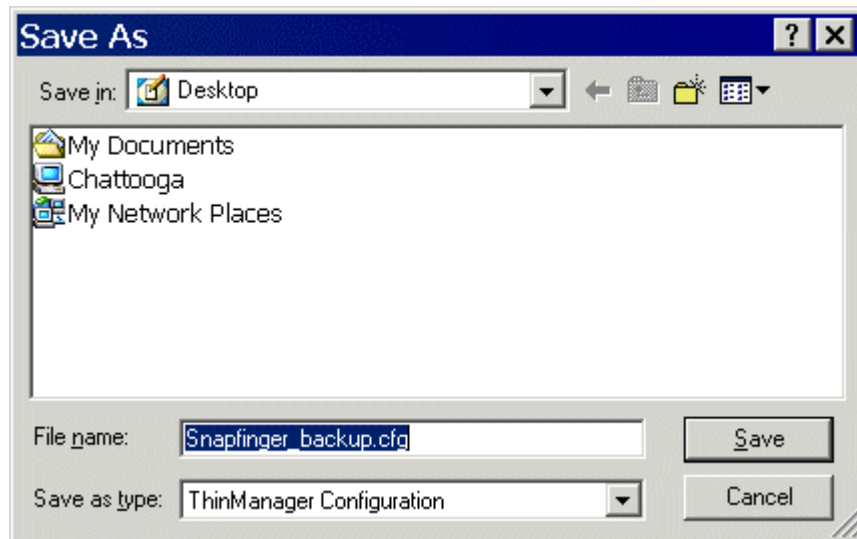 Save As
Save in: Desktop
My Documents
Chattooga
My Network Places
File name: Snapfinger_backup.cfg Save
Save as type: ThinManager Configuration Cancel